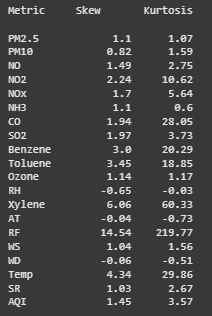 Metric Skew Kurtosis
PM2.5 1.1 1.07
PM10 0.82 1.59
NO 1.49 2.75
NO2 2.24 10.62
NOx 1.7 5.64
NH3 1.1 0.6
CO 1.94 28.05
SO2 1.97 3.73
Benzene 3.0 20.29
Toluene 3.45 18.85
Ozone 1.14 1.17
RH -0.65 -0.03
Xylene 6.06 60.33
AT -0.04 -0.73
RF 14.54 219.77
WS 1.04 1.56
WD -0.06 -0.51
Temp 4.34 29.86
SR 1.03 2.67
AQI 1.45 3.57